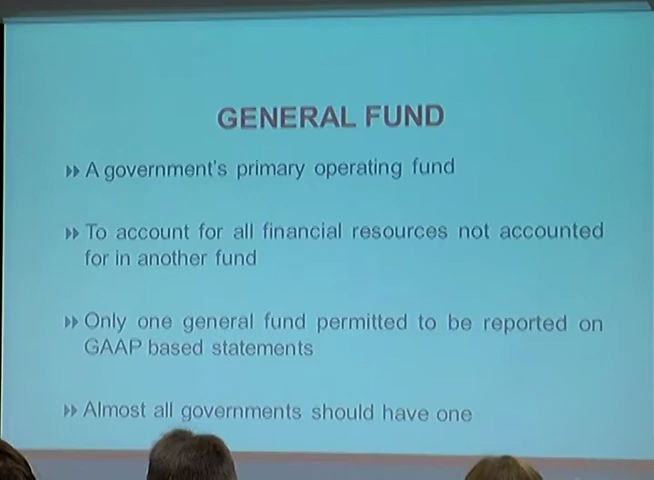 GENERAL FUND
A government's primary operating fund
To account for all financial resources not accounted
for in another fund
Only one general fund permitted to be reported on
GAAP based statements
Almost all governments should have one